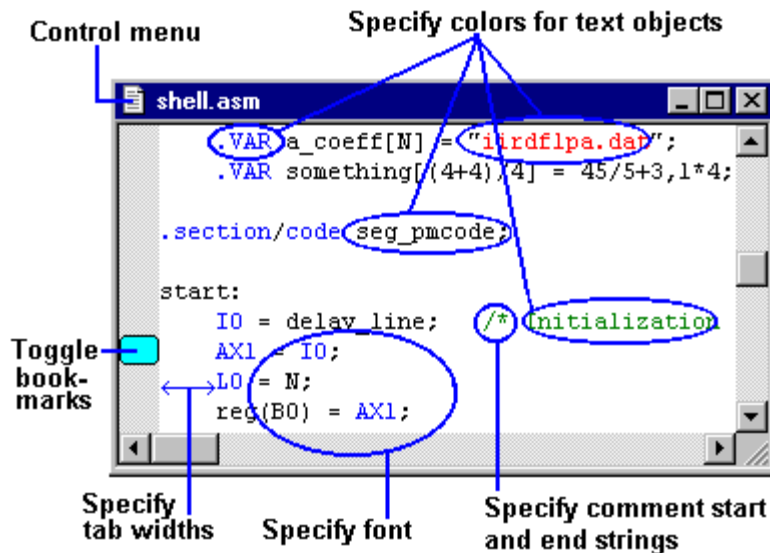 Specify colors for text objects
Control menu
shell.asm
.VAR a_coeff[N] = "iirdflpa.dat";
.VAR something[(4+4)/4] = 45/5+3,1*4;
.section/code seg_pmcode;
start:
I0 = delay_line; /* Initialization
AX1 = I0;
L0 = N;
reg(B0) = AX1;
Toggle
book-
marks
Specify
tab widths
Specify font
Specify comment start
and end strings